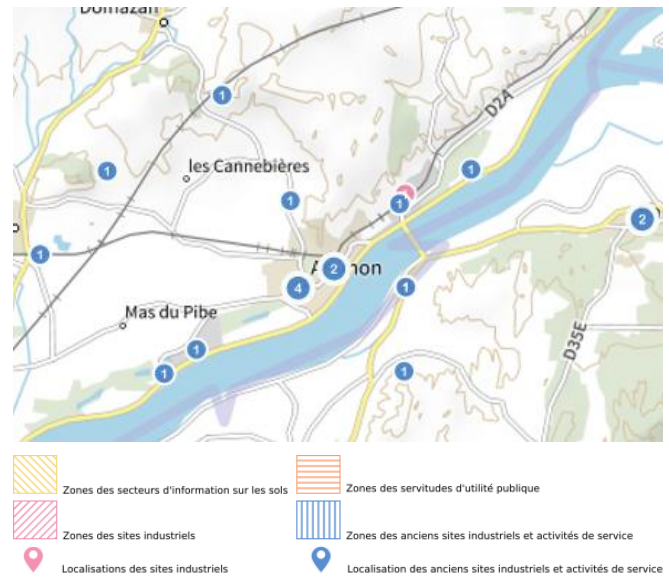 Domazan
1
D2A
1
les Cannebières
1
1
1
2
1
2
4
1
Mas du Pibe
D35E
1
1
1
Zones des secteurs d'information sur les sols
Zones des servitudes d'utilité publique
Zones des sites industriels
Zones des anciens sites industriels et activités de service
Localisations des sites industriels
Localisation des anciens sites industriels et activités de service